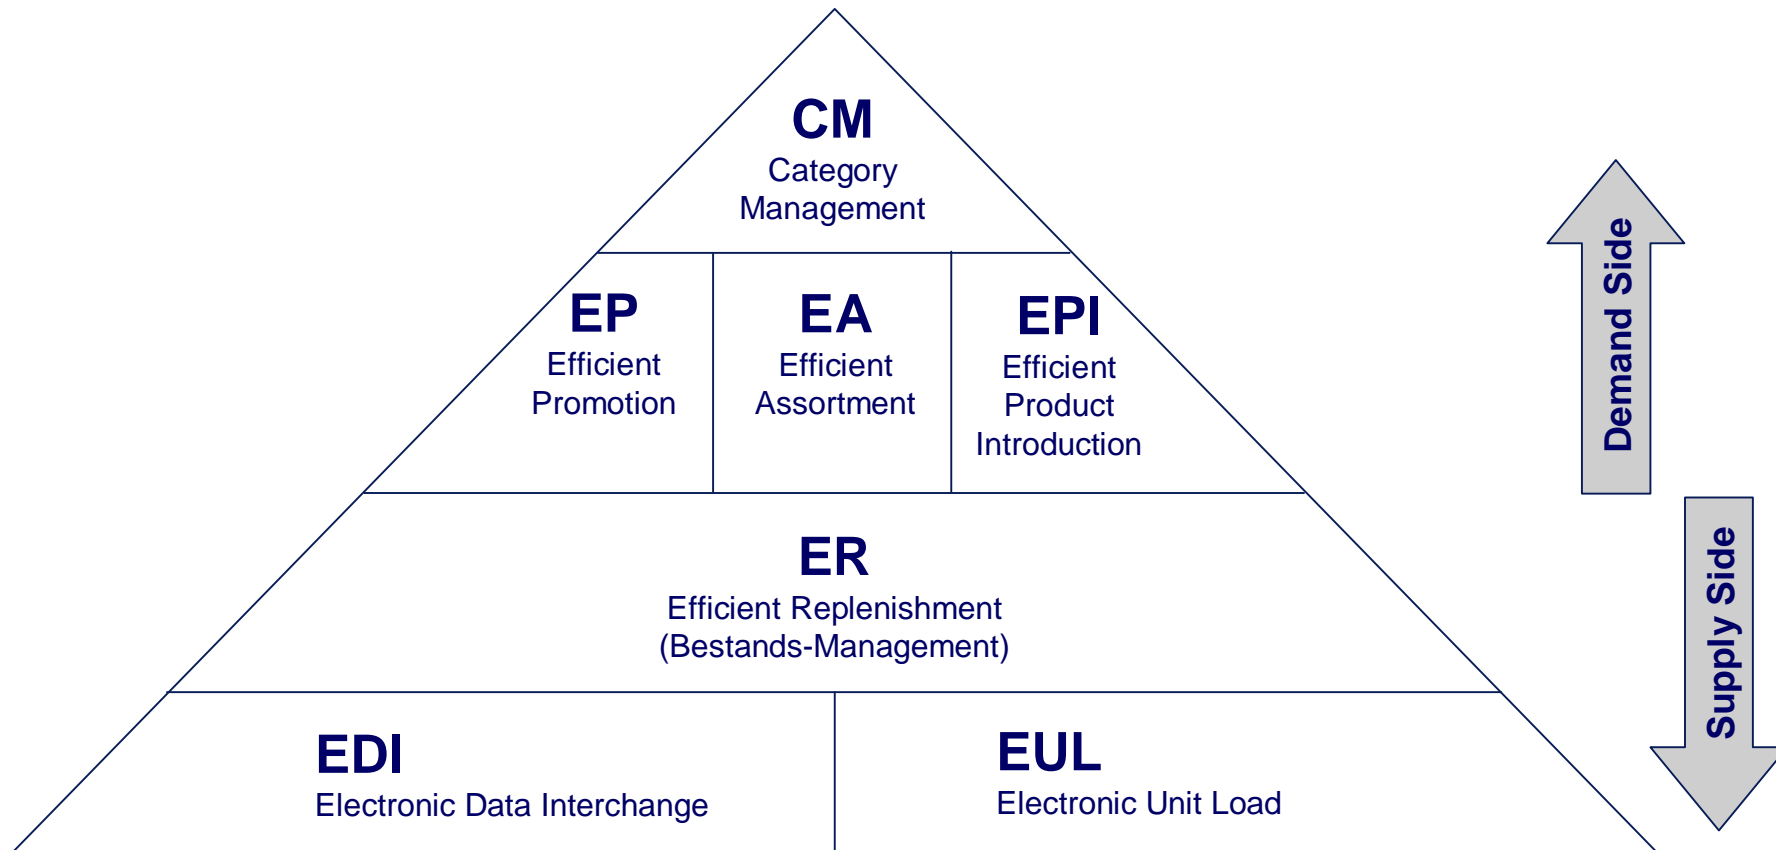 CM
Category
Management
EP
Efficient
Promotion
EA
Efficient
Assortment
EPI
Efficient
Product
Introduction
ER
Efficient Replenishment
(Bestands-Management)
EDI
Electronic Data Interchange
EUL
Electronic Unit Load
Demand Side
Supply Side